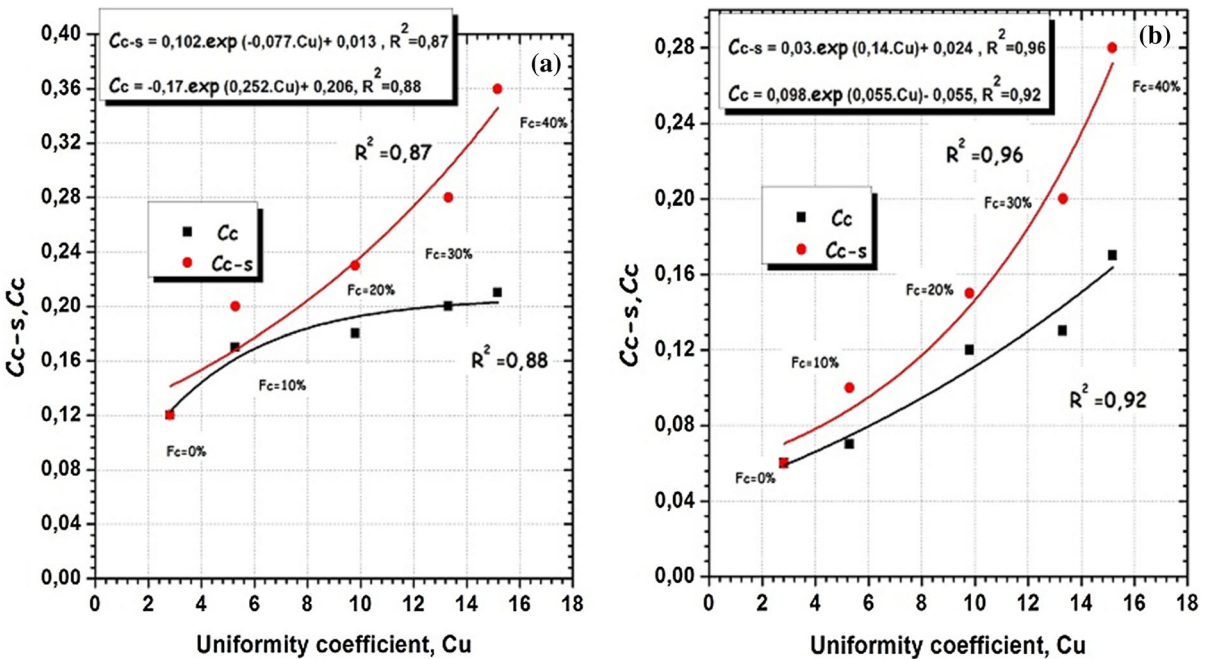 Cc-s = 0,102.exp (-0,077.Cu)+ 0,013 , R²=0,87
Cc = -0,17.exp (0,252.Cu)+ 0,206, R²=0,88
(a)
0,40
0,36
0,32
0,28
0,24
0,20
0,16
0,12
0,08
0,04
0,00
Cc-s, Cc
R² =0,87
Fc=40%
Cc
Cc-s
Fc=30%
Fc=20%
R² =0,88
Fc=10%
Fc=0%
0 2 4 6 8 10 12 14 16 18
Uniformity coefficient, Cu
Cc-s = 0,03.exp (0,14.Cu)+ 0,024 , R²=0,96
Cc = 0,098.exp (0,055.Cu)- 0,055, R²=0,92
(b)
0,28
0,24
0,20
0,16
0,12
0,08
0,04
0,00
Cc-s, Cc
Fc=40%
R² =0,96
Fc=30%
Cc
Cc-s
Fc=20%
Fc=10%
R² =0,92
Fc=0%
0 2 4 6 8 10 12 14 16 18
Uniformity coefficient, Cu